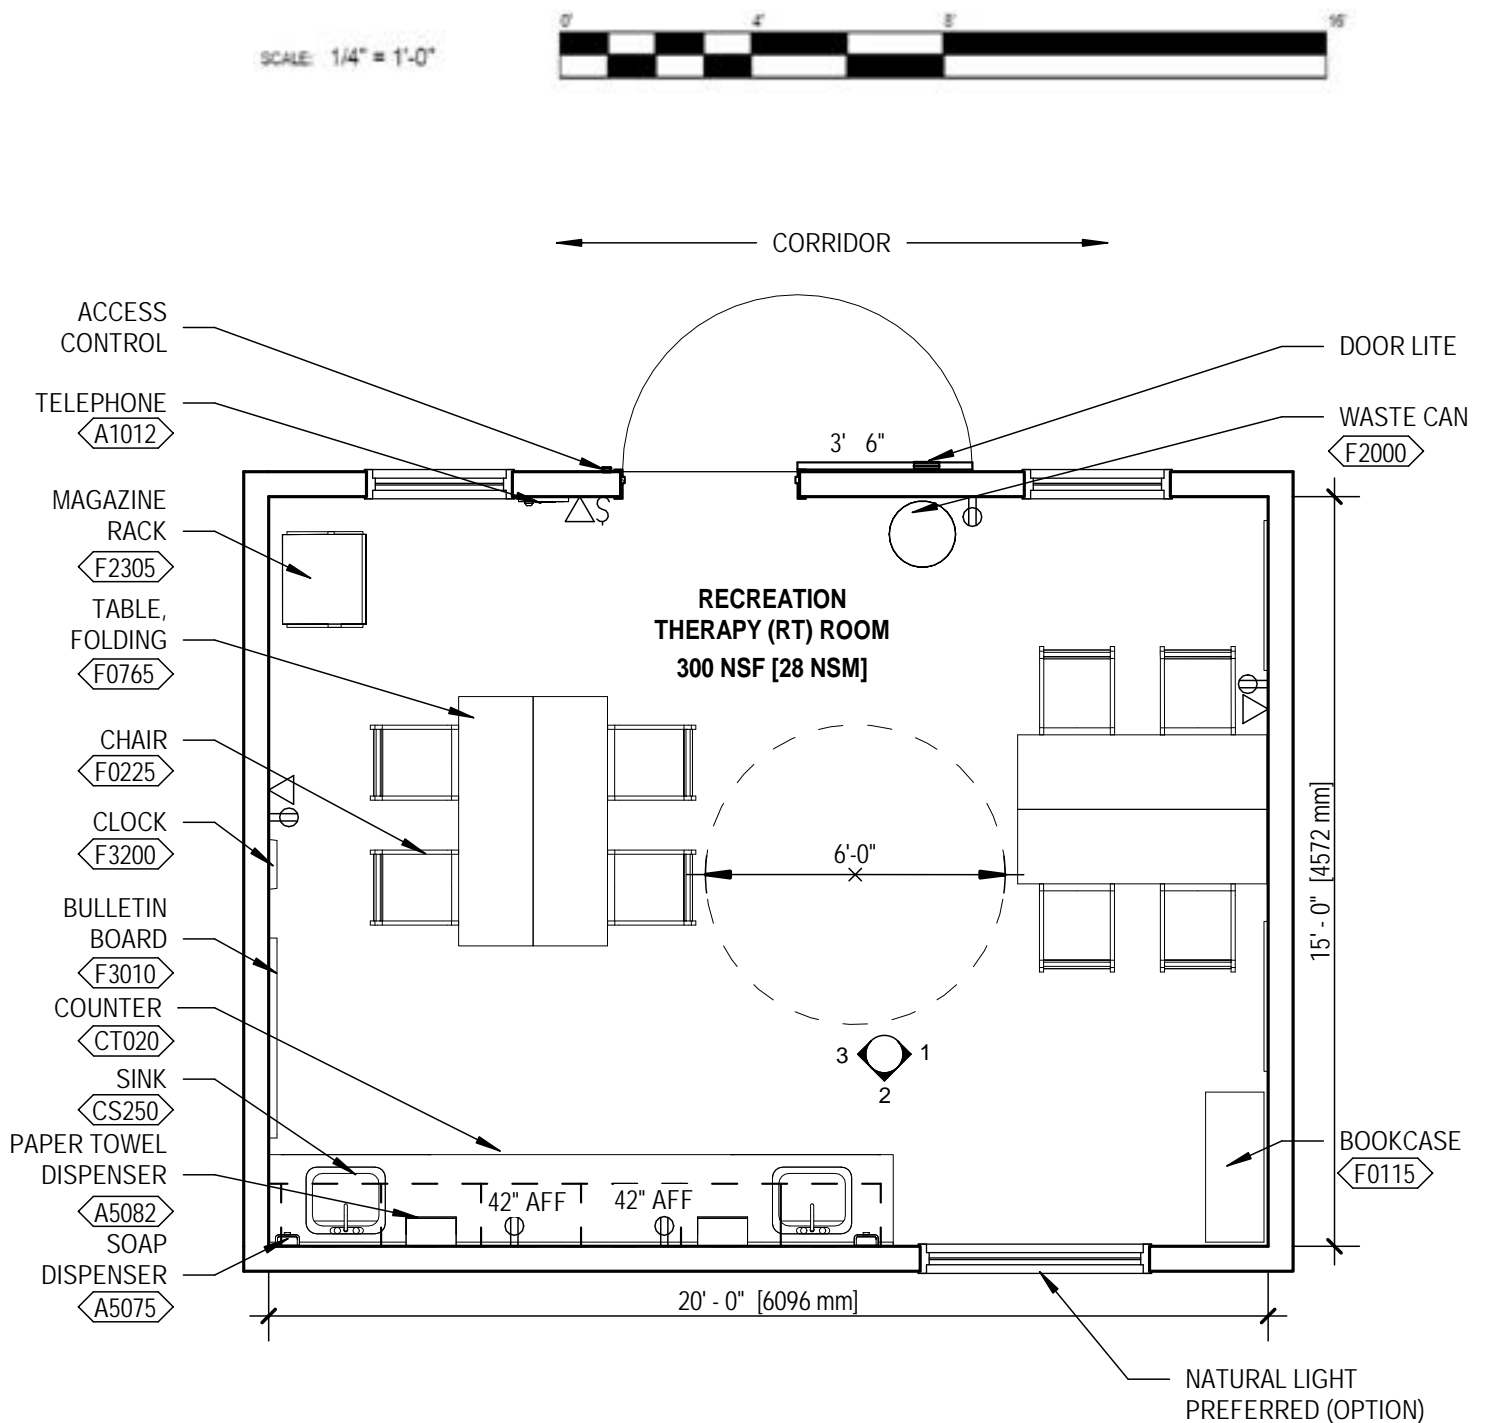 0' 4' 8' 16'
SCALE: 1/4" = 1'-0"
CORRIDOR
ACCESS
CONTROL
TELEPHONE
A1012
MAGAZINE
RACK
F2305
TABLE,
FOLDING
F0765
CHAIR
F0225
CLOCK
F3200
BULLETIN
BOARD
F3010
COUNTER
CT020
SINK
CS250
PAPER TOWEL
DISPENSER
A5082
SOAP
DISPENSER
A5075
3' 6"
$
RECREATION
THERAPY (RT) ROOM
300 NSF [28 NSM]
6'-0"
3 1
2
42" AFF 42" AFF
DOOR LITE
WASTE CAN
F2000
15' - 0" [4572 mm]
BOOKCASE
F0115
20' - 0" [6096 mm]
NATURAL LIGHT
PREFERRED (OPTION)